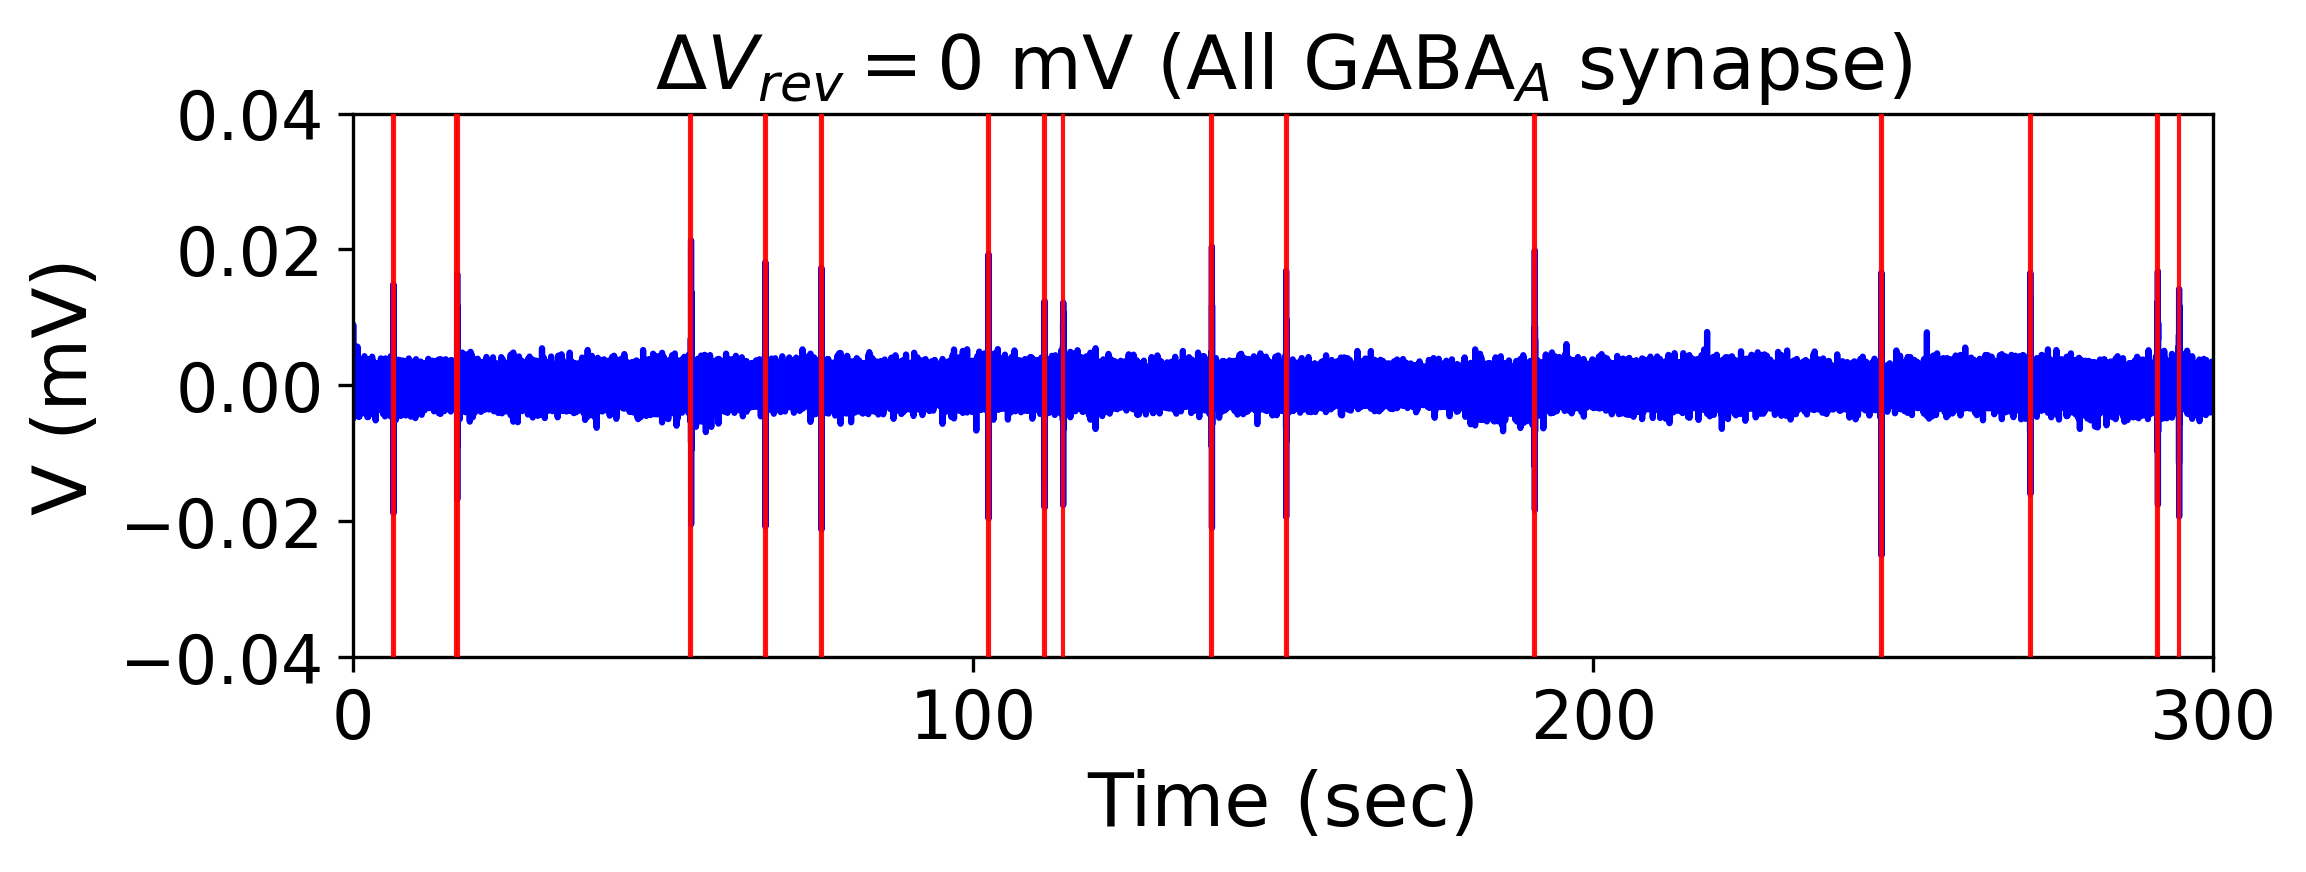 ΔV_rev = 0 mV (All GABA_A synapse)
0.04
0.02
0.00
−0.02
−0.04
V (mV)
0 100 200 300
Time (sec)